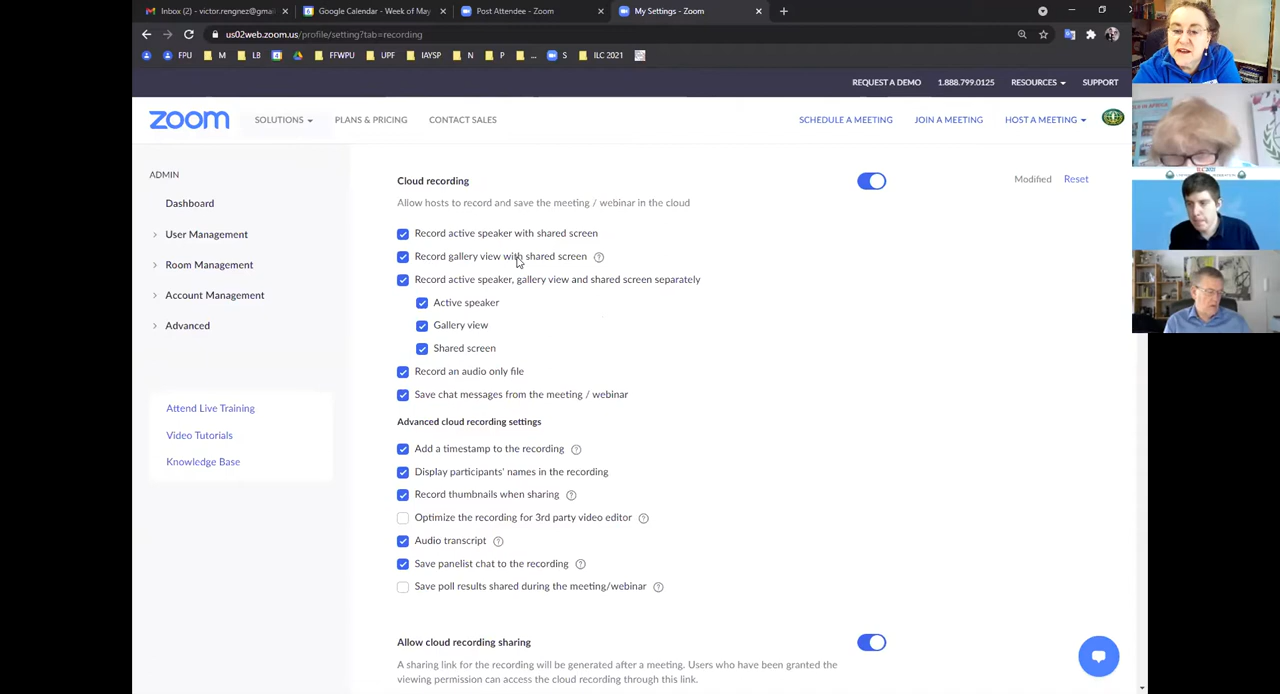 Inbox (2) - victor.rengnez@gmai
Google Calendar - Week of May
Post Attendee - Zoom
My Settings - Zoom
us02web.zoom.us/profile/setting?tab=recording
FPU
M
LB
FFWPU
UPF
IAYSP
N
P
...
S
ILC 2021
REQUEST A DEMO
1.888.799.0125
RESOURCES
SUPPORT
zoom
SOLUTIONS
PLANS & PRICING
CONTACT SALES
SCHEDULE A MEETING
JOIN A MEETING
HOST A MEETING
ADMIN
Dashboard
User Management
Room Management
Account Management
Advanced
Attend Live Training
Video Tutorials
Knowledge Base
Cloud recording
Modified
Reset
Allow hosts to record and save the meeting / webinar in the cloud
Record active speaker with shared screen
Record gallery view with shared screen
Record active speaker, gallery view and shared screen separately
Active speaker
Gallery view
Shared screen
Record an audio only file
Save chat messages from the meeting / webinar
Advanced cloud recording settings
Add a timestamp to the recording
Display participants' names in the recording
Record thumbnails when sharing
Optimize the recording for 3rd party video editor
Audio transcript
Save panelist chat to the recording
Save poll results shared during the meeting/webinar
Allow cloud recording sharing
A sharing link for the recording will be generated after a meeting. Users who have been granted the
viewing permission can access the cloud recording through this link.